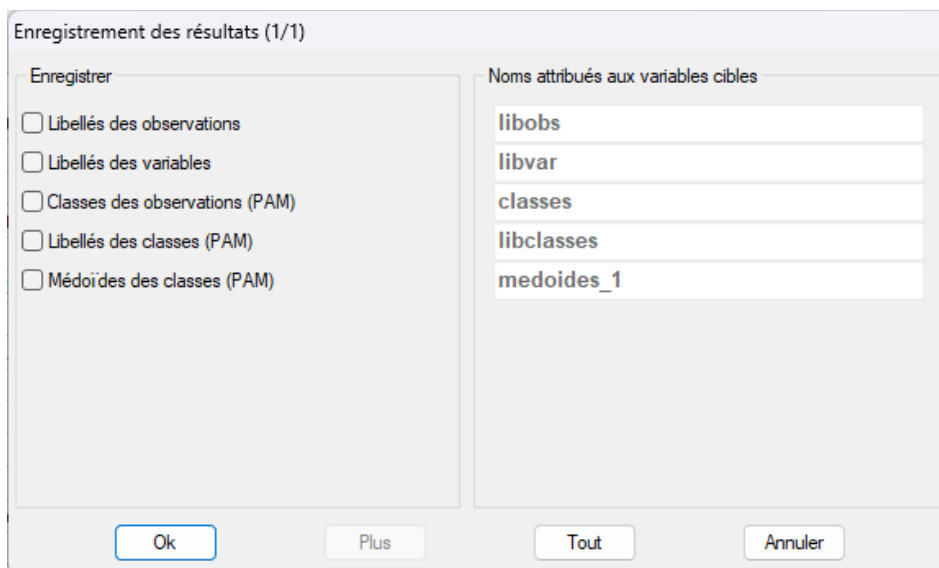 Enregistrement des résultats (1/1)
Enregistrer
Libellés des observations
Libellés des variables
Classes des observations (PAM)
Libellés des classes (PAM)
Médoïdes des classes (PAM)
Noms attribués aux variables cibles
libobs
libvar
classes
libclasses
medoides_1
Ok
Plus
Tout
Annuler